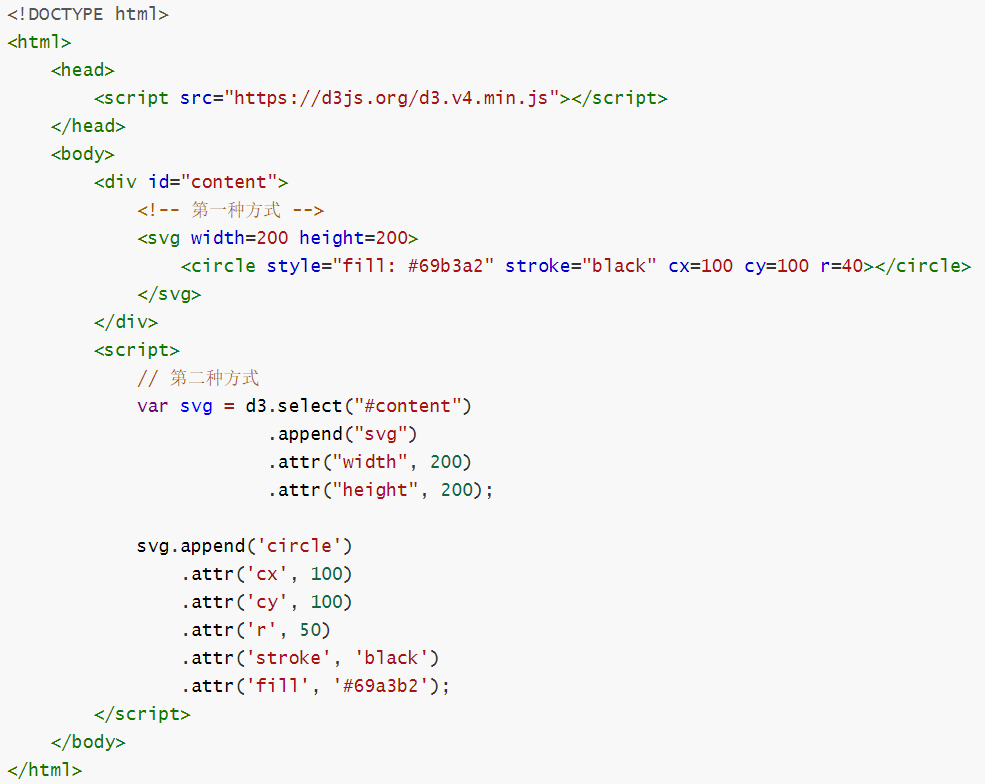 <!DOCTYPE html>
<html>
    <head>
        <script src="https://d3js.org/d3.v4.min.js"></script>
    </head>
    <body>
        <div id="content">
            <!-- 第一种方式 -->
            <svg width=200 height=200>
                <circle style="fill: #69b3a2" stroke="black" cx=100 cy=100 r=40></circle>
            </svg>
        </div>
        <script>
            // 第二种方式
            var svg = d3.select("#content")
                        .append("svg")
                        .attr("width", 200)
                        .attr("height", 200);

            svg.append('circle')
                .attr('cx', 100)
                .attr('cy', 100)
                .attr('r', 50)
                .attr('stroke', 'black')
                .attr('fill', '#69a3b2');
        </script>
    </body>
</html>